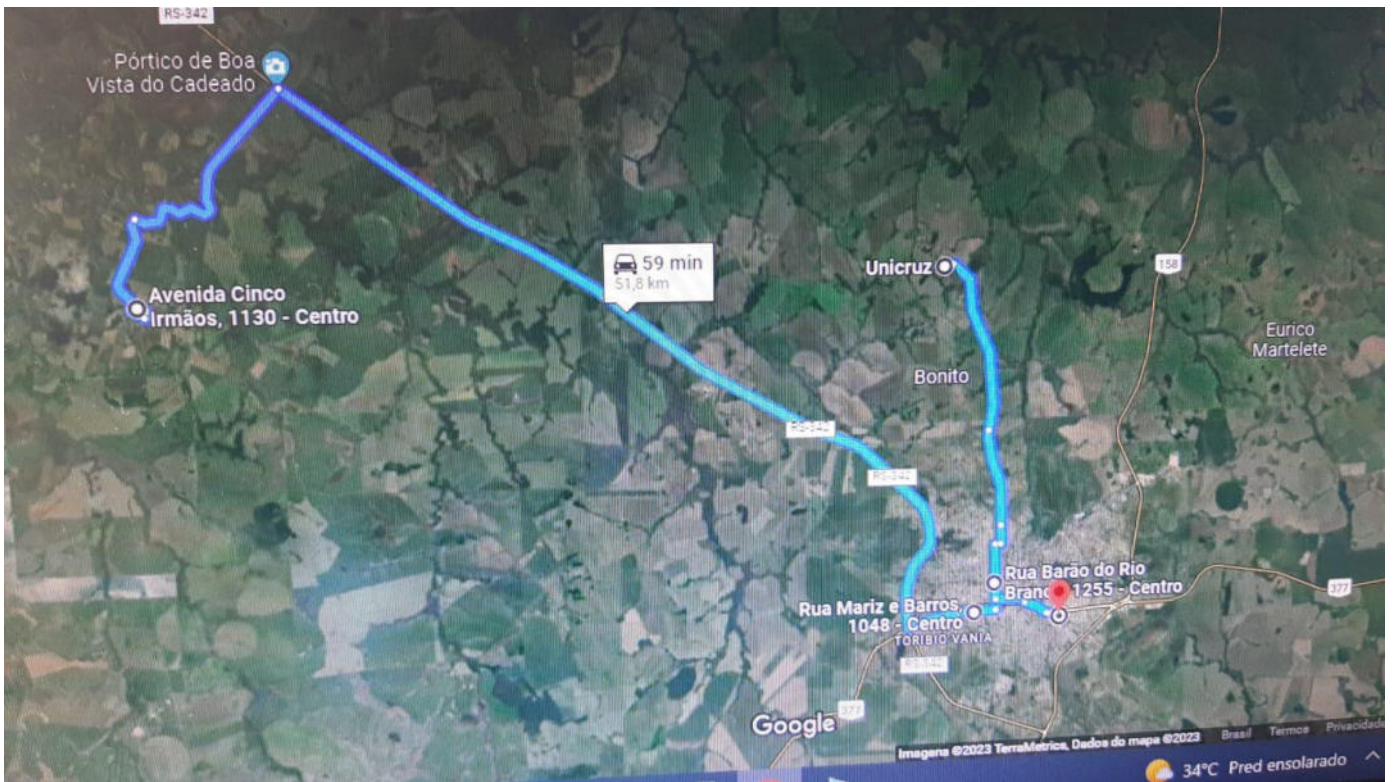 RS-342
Pórtico de Boa
Vista do Cadeado
59 min
51,8 km
Unicruz
158
Avenida Cinco
Irmãos, 1130 - Centro
Eurico
Martelete
Bonito
RS-342
RS-342
Rua Barão do Rio
Branco, 1255 - Centro
377
Rua Mariz e Barros,
1048 - Centro
TORIBIO VANIA
RS-342
377
Google
Imagens ©2023 TerraMetrics, Dados do mapa ©2023 Brasil Termos Privacidade
34°C Pred ensolarado